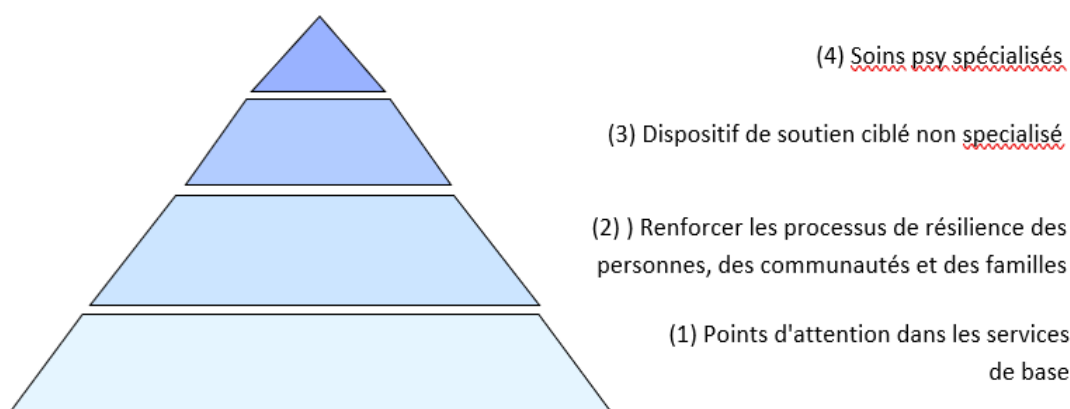 (4) Soins psy spécialisés
(3) Dispositif de soutien ciblé non specialisé
(2) ) Renforcer les processus de résilience des
personnes, des communautés et des familles
(1) Points d'attention dans les services
de base